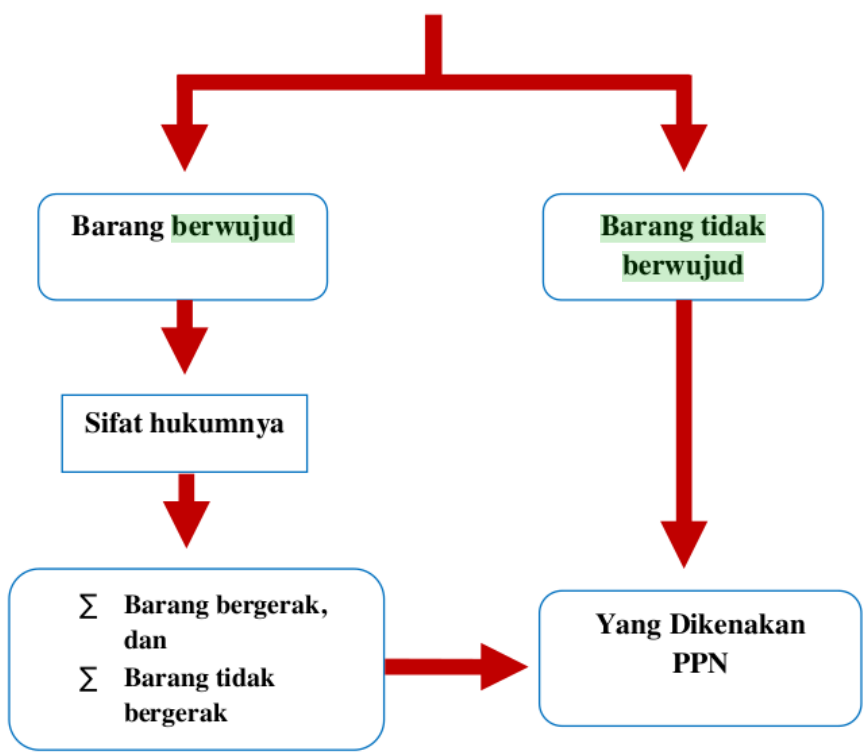 Barang berwujud
Barang tidak
berwujud
Sifat hukumnya
∑ Barang bergerak,
dan
∑ Barang tidak
bergerak
Yang Dikenakan
PPN